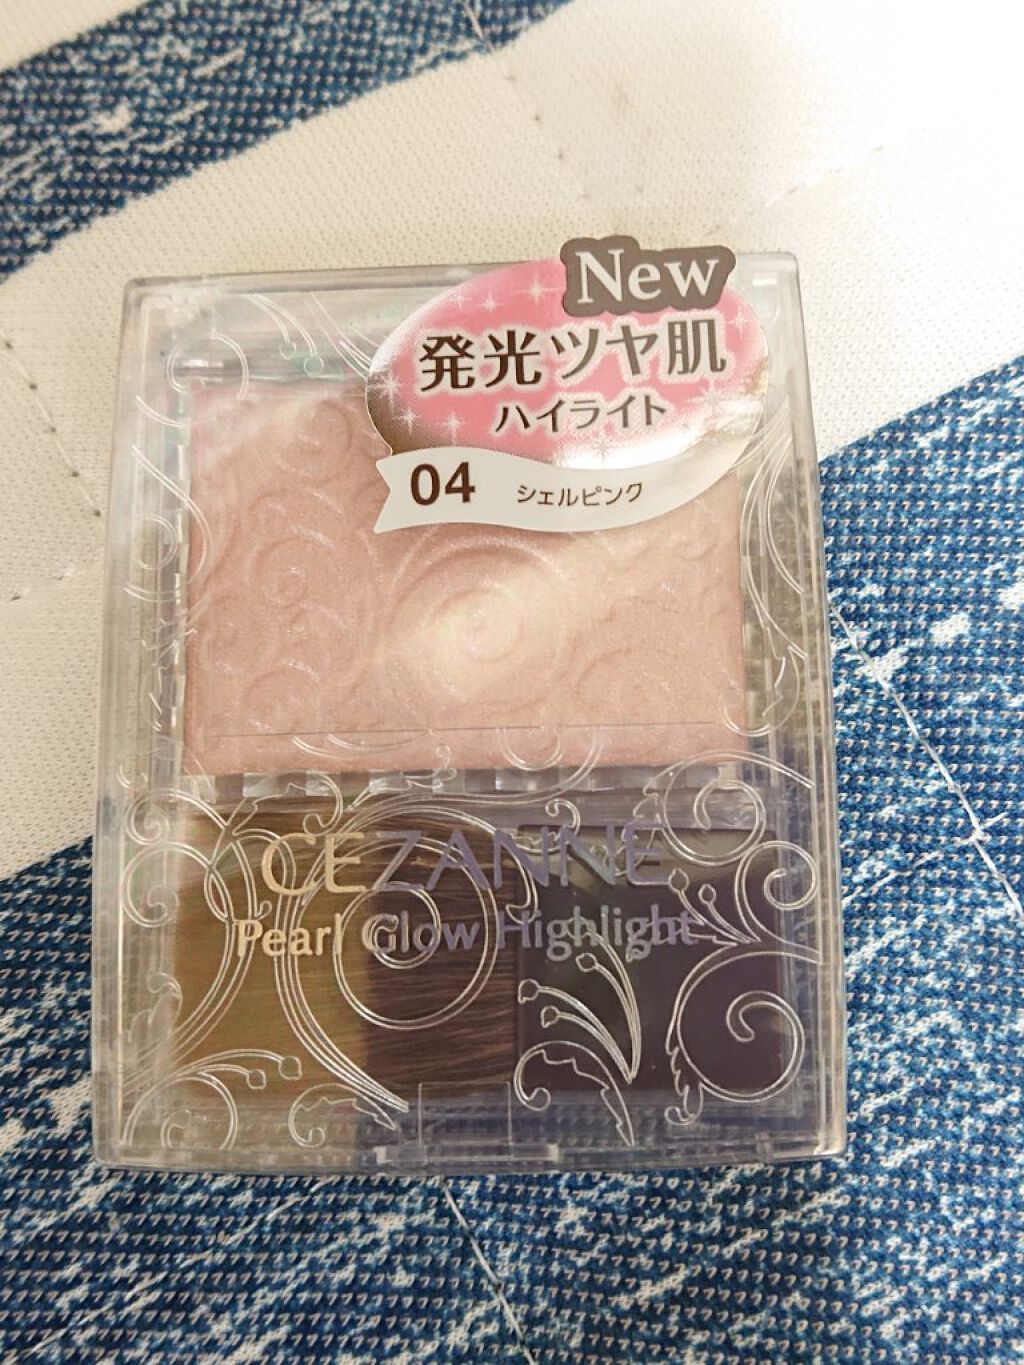 New
発光ツヤ肌
ハイライト
04 シェルピンク
CEZANNE
Pearl Glow Highlight